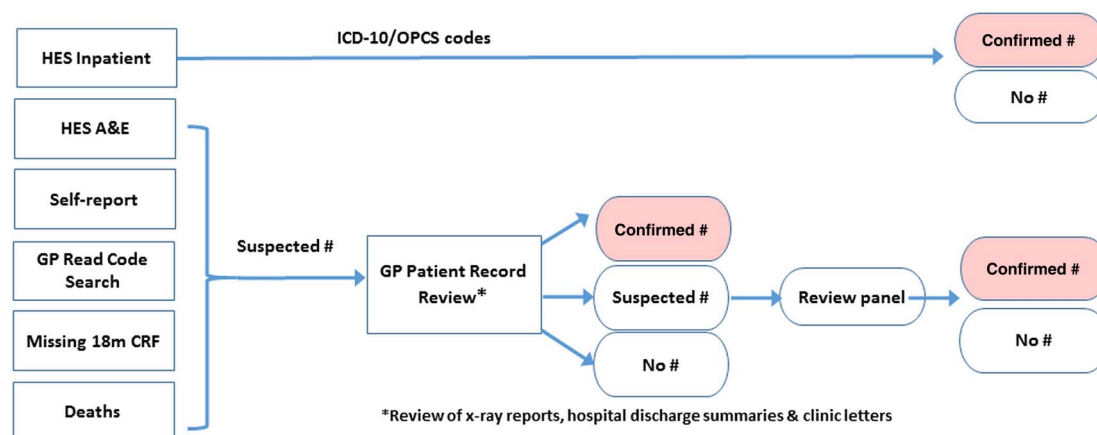 HES Inpatient
ICD-10/OPCS codes
Confirmed #
No #
HES A&E
Self-report
GP Read Code
Search
Missing 18m CRF
Deaths
Suspected #
GP Patient Record
Review*
Confirmed #
Suspected #
No #
Review panel
Confirmed #
No #
*Review of x-ray reports, hospital discharge summaries & clinic letters